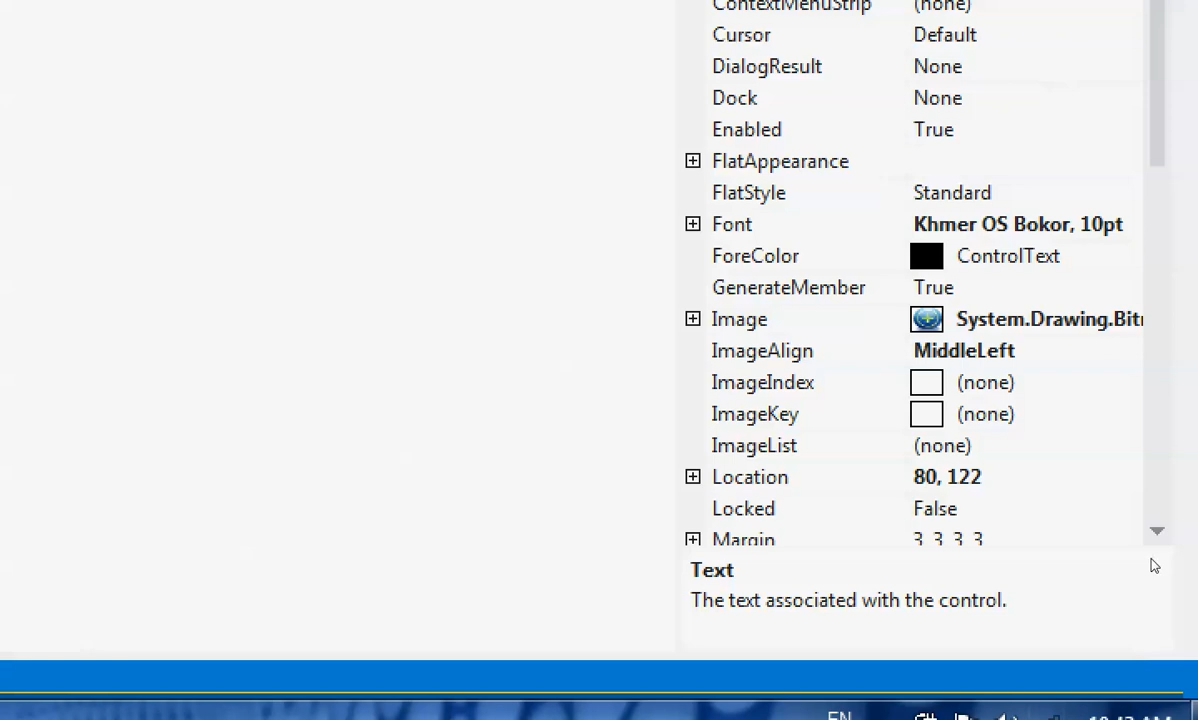 ContextMenuStrip (none)
Cursor Default
DialogResult None
Dock None
Enabled True
FlatAppearance
FlatStyle Standard
Font Khmer OS Bokor, 10pt
ForeColor ControlText
GenerateMember True
Image System.Drawing.Bit
ImageAlign MiddleLeft
ImageIndex (none)
ImageKey (none)
ImageList (none)
Location 80, 122
Locked False
Margin 3, 3, 3, 3
Text
The text associated with the control.
EN